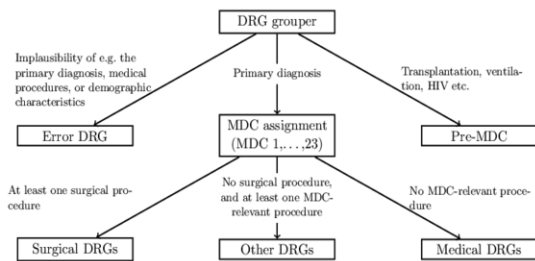 DRG grouper
Implausibility of e.g. the
primary diagnosis, medical
procedures, or demographic
characteristics
Primary diagnosis
Transplantation, ventila-
tion, HIV etc.
Error DRG
MDC assignment
(MDC 1,...,23)
Pre-MDC
At least one surgical pro-
cedure
No surgical procedure,
and at least one MDC-
relevant procedure
No MDC-relevant proce-
dure
Surgical DRGs
Other DRGs
Medical DRGs